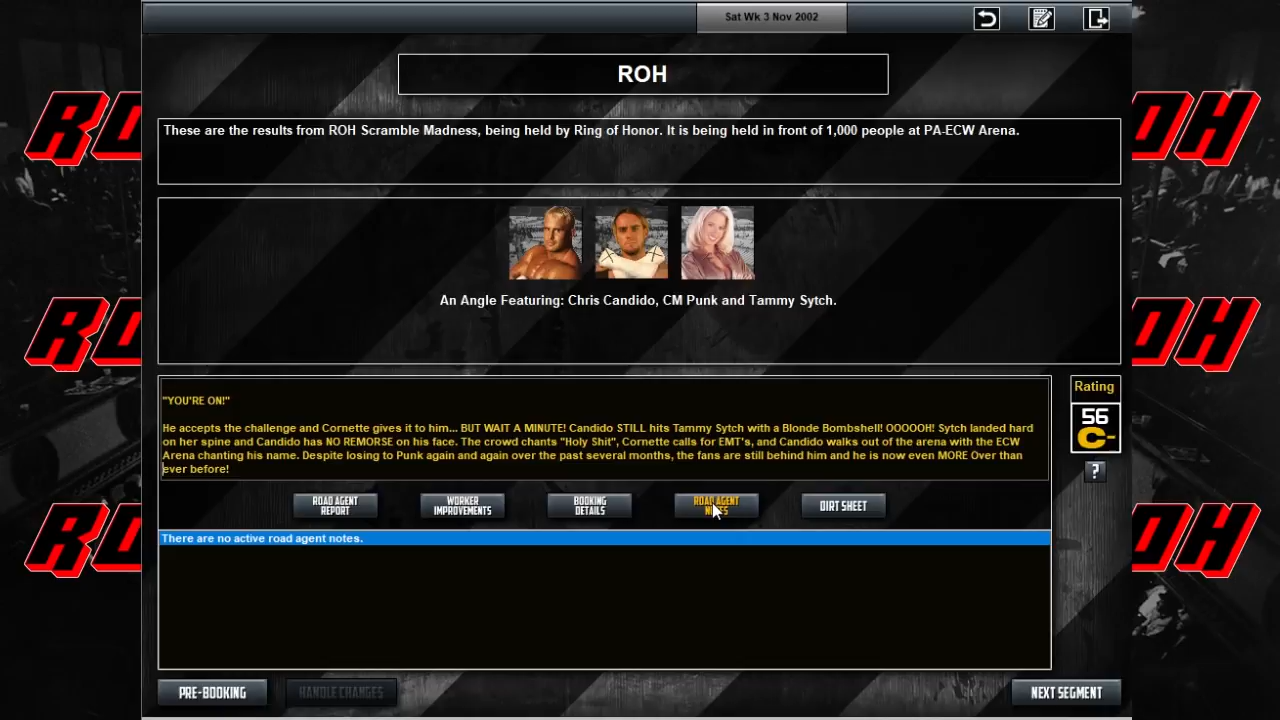 Sat Wk 3 Nov 2002
ROH
These are the results from ROH Scramble Madness, being held by Ring of Honor. It is being held in front of 1,000 people at PA-ECW Arena.
An Angle Featuring: Chris Candido, CM Punk and Tammy Sytch.
"YOU'RE ON!"
He accepts the challenge and Cornette gives it to him... BUT WAIT A MINUTE! Candido STILL hits Tammy Sytch with a Blonde Bombshell! OOOOOH! Sytch landed hard
on her spine and Candido has NO REMORSE on his face. The crowd chants "Holy Shit", Cornette calls for EMT's, and Candido walks out of the arena with the ECW
Arena chanting his name. Despite losing to Punk again and again over the past several months, the fans are still behind him and he is now even MORE Over than
ever before!
Rating
56
C-
?
ROAD AGENT
REPORT
WORKER
IMPROVEMENTS
BOOKING
DETAILS
ROAD AGENT
NOTES
DIRT SHEET
There are no active road agent notes.
PRE-BOOKING
HANDLE CHANGES
NEXT SEGMENT